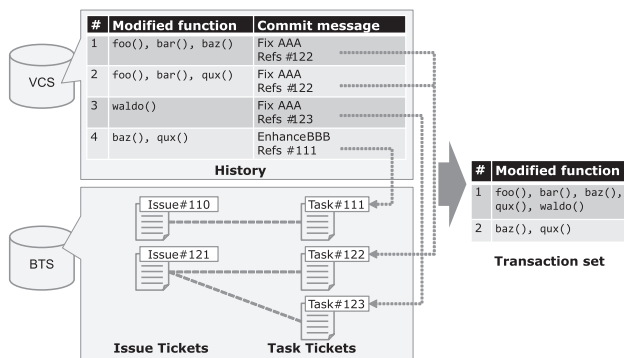 # Modified function Commit message
1 foo(), bar(), baz() Fix AAA
Refs #122
2 foo(), bar(), qux() Fix AAA
Refs #122
3 waldo() Fix AAA
Refs #123
4 baz(), qux() EnhanceBBB
Refs #111
History
VCS
Issue#110 Task#111
Issue#121 Task#122
Task#123
Issue Tickets Task Tickets
BTS
# Modified function
1 foo(), bar(), baz(),
qux(), waldo()
2 baz(), qux()
Transaction set